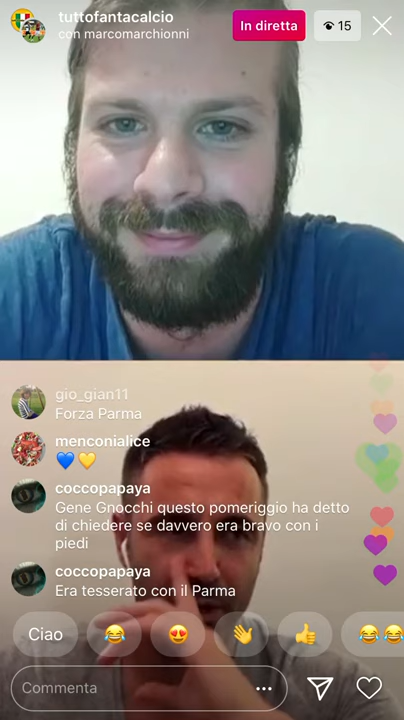 tuttofantacalcio
con marcomarchionni
In diretta
15
gio_gian11
Forza Parma
menconialice
💙💛
coccopapaya
Gene Gnocchi questo pomeriggio ha detto
di chiedere se davvero era bravo con i
piedi
coccopapaya
Era tesserato con il Parma
Ciao 😂 😍 👋 👍 😂😂
Commenta